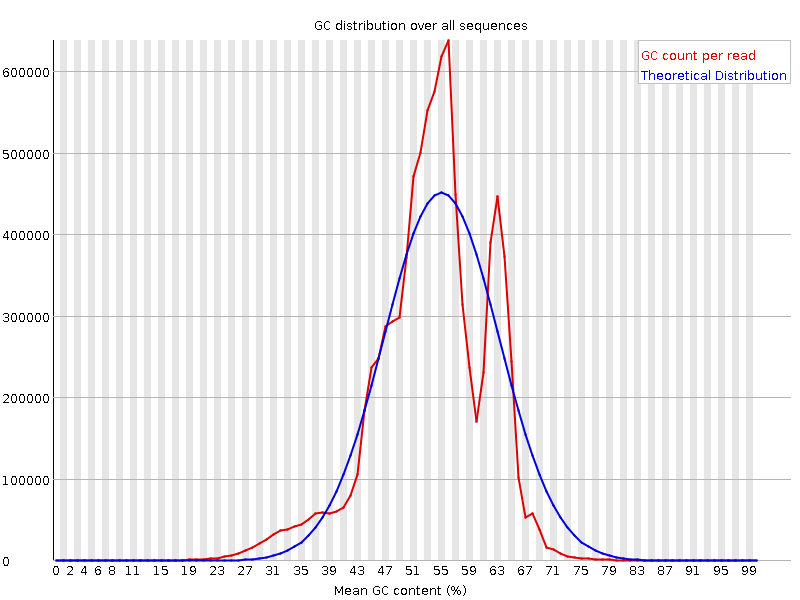 GC distribution over all sequences
GC count per read
Theoretical Distribution
600000
500000
400000
300000
200000
100000
0
0 2 4 6 8 11 15 19 23 27 31 35 39 43 47 51 55 59 63 67 71 75 79 83 87 91 95 99
Mean GC content (%)